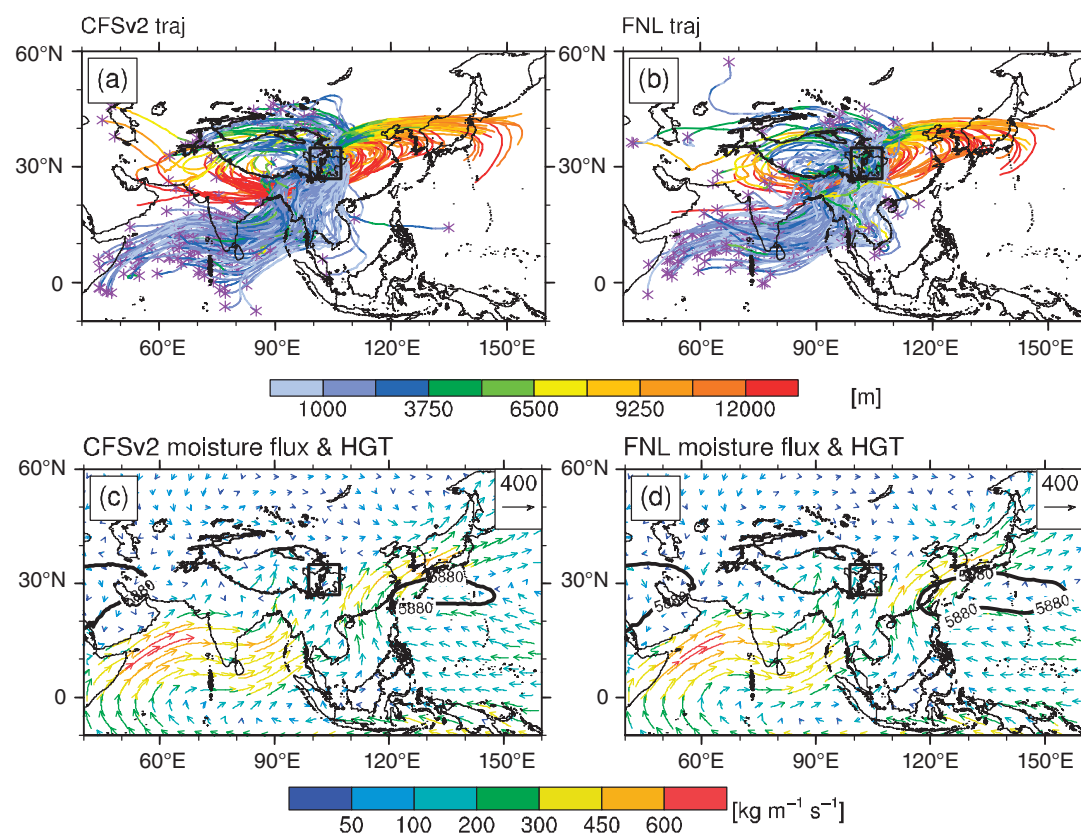 CFSv2 traj
FNL traj
60°N
(a)
60°N
(b)
30°N
30°N
0
0
60°E 90°E 120°E 150°E
60°E 90°E 120°E 150°E
1000 3750 6500 9250 12000 [m]
CFSv2 moisture flux & HGT
FNL moisture flux & HGT
60°N
(c)
400
60°N
(d)
400
30°N
5880
5880
5880
30°N
5880
5880
5880
5880
0
0
60°E 90°E 120°E 150°E
60°E 90°E 120°E 150°E
50 100 200 300 450 600 [kg m⁻¹ s⁻¹]